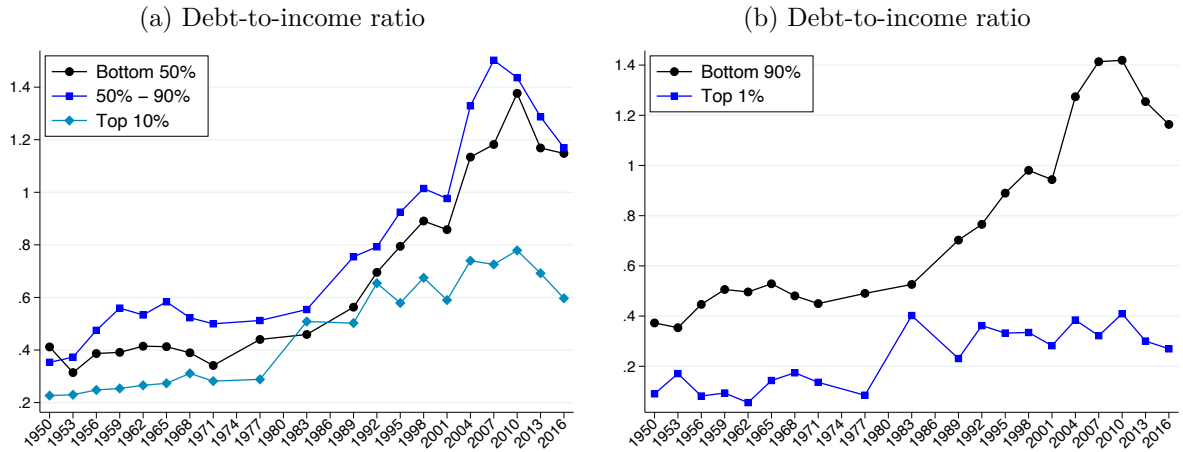 (a) Debt-to-income ratio
Bottom 50%
50% – 90%
Top 10%
1.4
1.2
1
.8
.6
.4
.2
1950 1953 1956 1959 1962 1965 1968 1971 1974 1977 1980 1983 1986 1989 1992 1995 1998 2001 2004 2007 2010 2013 2016
(b) Debt-to-income ratio
Bottom 90%
Top 1%
1.4
1.2
1
.8
.6
.4
.2
1950 1953 1956 1959 1962 1965 1968 1971 1974 1977 1980 1983 1986 1989 1992 1995 1998 2001 2004 2007 2010 2013 2016